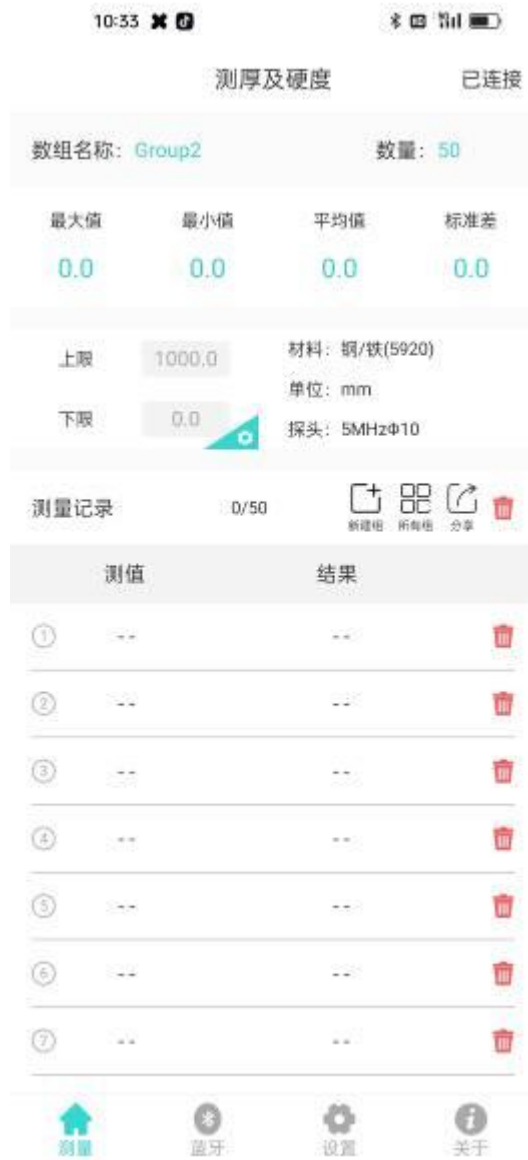 10:33
测厚及硬度 已连接
数组名称: Group2 数量: 50
最大值 最小值 平均值 标准差
0.0 0.0 0.0 0.0
上限 1000.0 材料: 钢/铁(5920)
单位: mm
下限 0.0 探头: 5MHzΦ10
测量记录 0/50 新建组 所有组 分享
测值 结果
① -- --
② -- --
③ -- --
④ -- --
⑤ -- --
⑥ -- --
⑦ -- --
测量 蓝牙 设置 关于